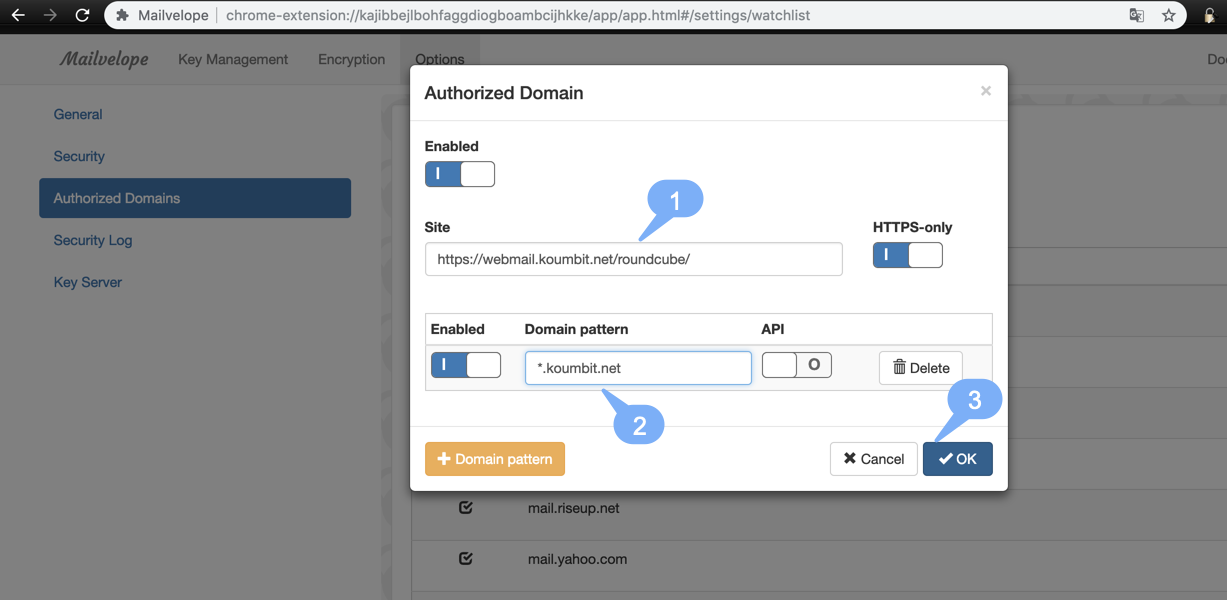 Mailvelope chrome-extension://kajibbejlbohfaggdiogboambcijhkke/app/app.html#/settings/watchlist
Mailvelope Key Management Encryption Options
General
Security
Authorized Domains
Security Log
Key Server
Authorized Domain ×
Enabled
I
1
Site HTTPS-only
https://webmail.koumbit.net/roundcube/ I
Enabled Domain pattern API
I *.koumbit.net O Delete
2
3
Domain pattern Cancel OK
mail.riseup.net
mail.yahoo.com